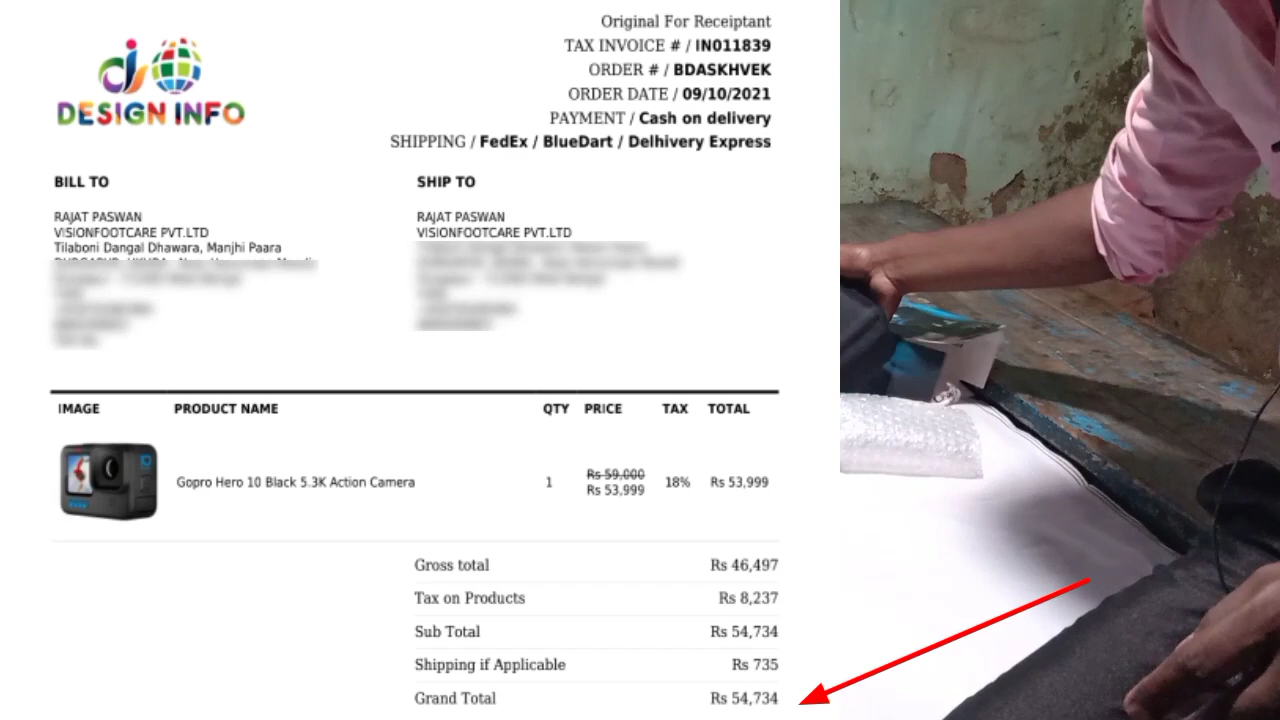 DESIGN INFO
Original For Receiptant
TAX INVOICE # / IN011839
ORDER # / BDASKHVEK
ORDER DATE / 09/10/2021
PAYMENT / Cash on delivery
SHIPPING / FedEx / BlueDart / Delhivery Express
BILL TO
RAJAT PASWAN
VISIONFOOTCARE PVT.LTD
Tilaboni Dangal Dhawara, Manjhi Paara
SHIP TO
RAJAT PASWAN
VISIONFOOTCARE PVT.LTD
IMAGE PRODUCT NAME QTY PRICE TAX TOTAL
Gopro Hero 10 Black 5.3K Action Camera 1 Rs 59,000 Rs 53,999 18% Rs 53,999
Gross total Rs 46,497
Tax on Products Rs 8,237
Sub Total Rs 54,734
Shipping if Applicable Rs 735
Grand Total Rs 54,734